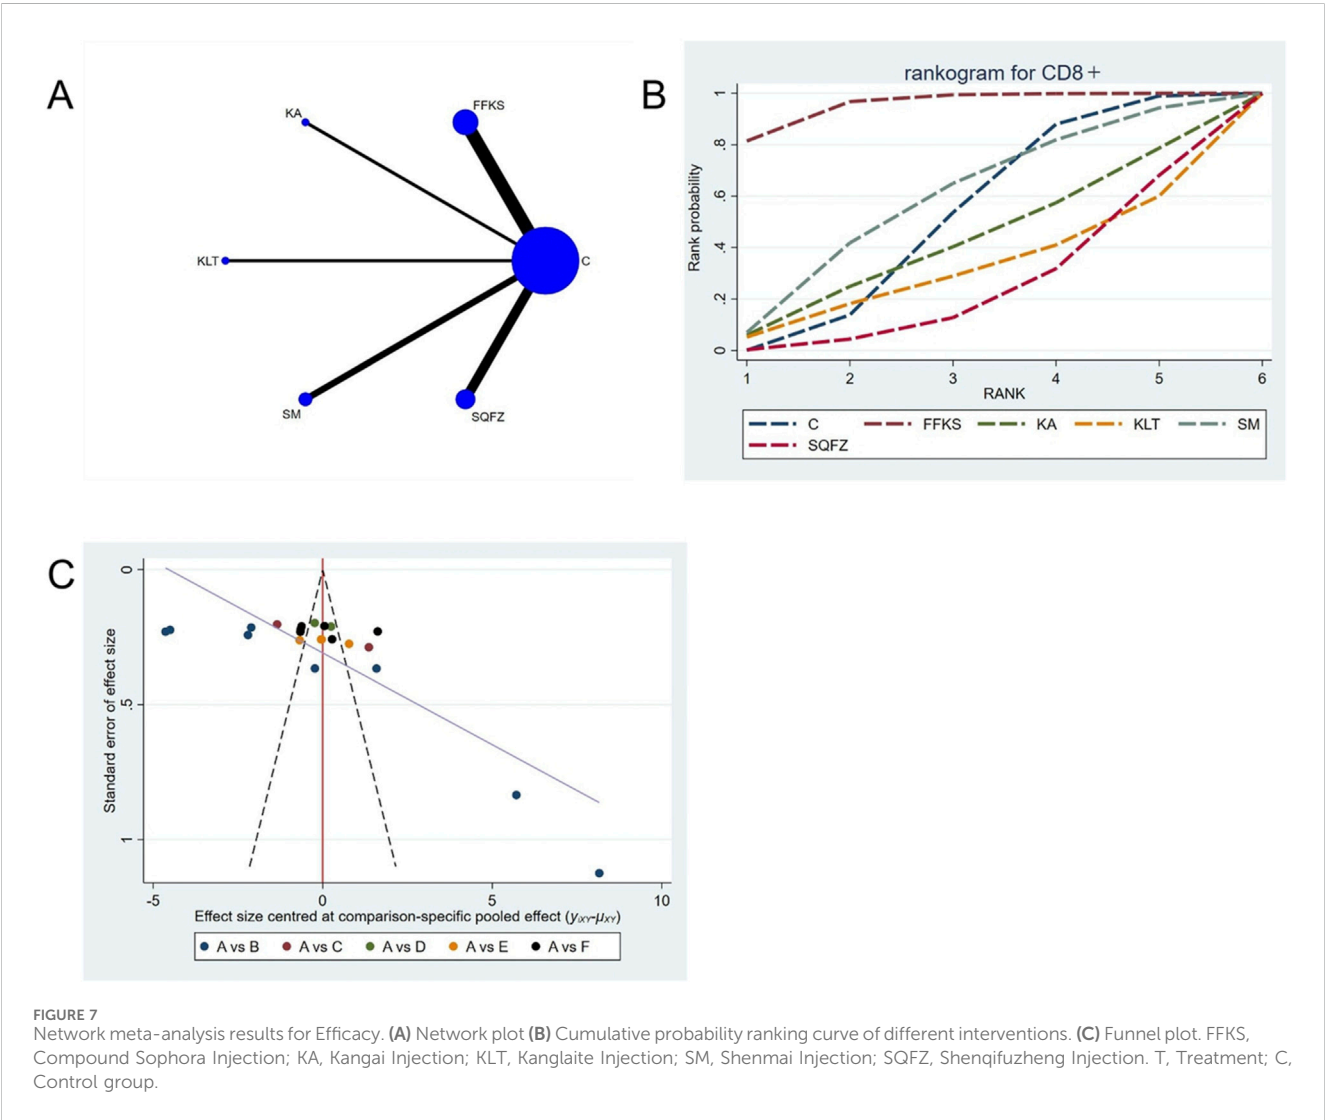 A
KA
FFKS
KLT
C
SM
SQFZ
B
rankogram for CD8+
Rank probability
1
.8
.6
.4
.2
0
1 2 3 4 5 6
RANK
C FFKS KA KLT SM
SQFZ
C
Standard error of effect size
0
.5
1
-5 0 5 10
Effect size centred at comparison-specific pooled effect (yiXY-μXY)
A vs B A vs C A vs D A vs E A vs F
FIGURE 7
Network meta-analysis results for Efficacy. (A) Network plot (B) Cumulative probability ranking curve of different interventions. (C) Funnel plot. FFKS,
Compound Sophora Injection; KA, Kangai Injection; KLT, Kanglaite Injection; SM, Shenmai Injection; SQFZ, Shenqifuzheng Injection. T, Treatment; C,
Control group.